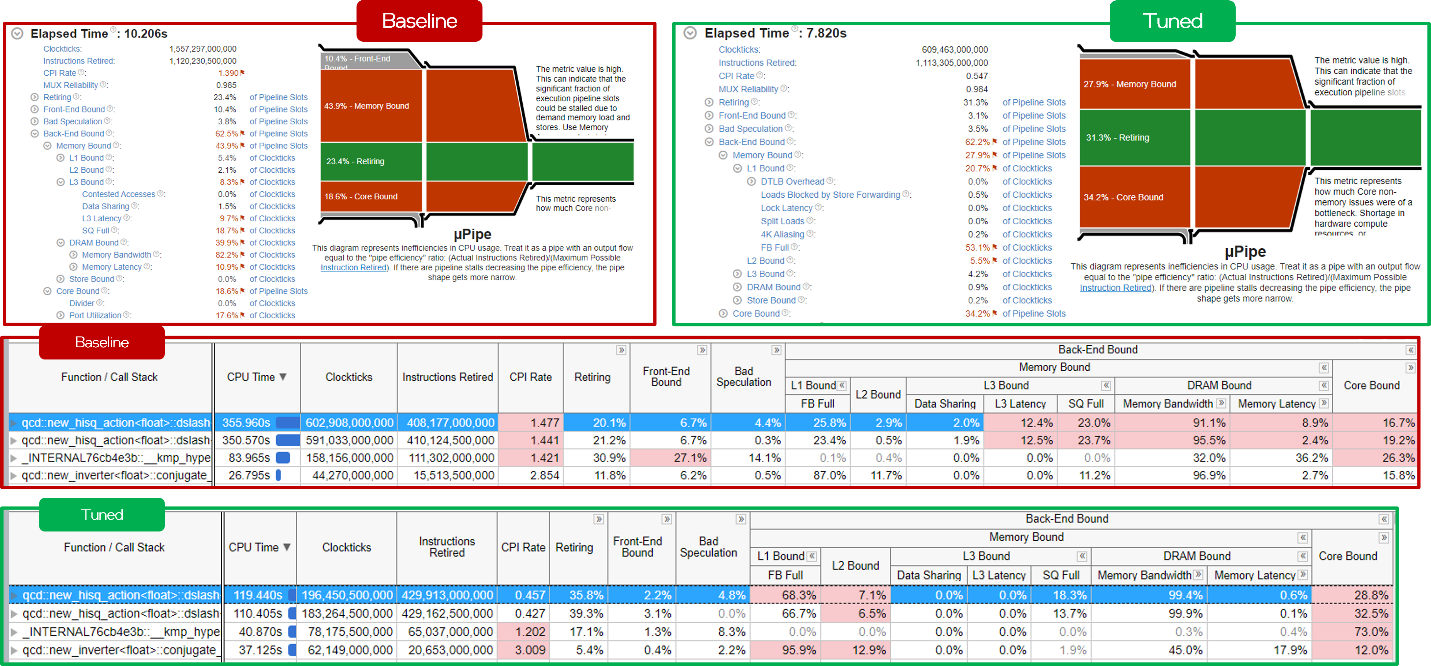 Baseline
Elapsed Time: 10.206s
Clockticks: 1,557,297,000,000
Instructions Retired: 1,120,230,500,000
CPI Rate: 1.390
MUX Reliability: 0.985
Retiring: 23.4% of Pipeline Slots
Front-End Bound: 10.4% of Pipeline Slots
Bad Speculation: 3.8% of Pipeline Slots
Back-End Bound: 62.5% of Pipeline Slots
Memory Bound: 43.9% of Pipeline Slots
L1 Bound: 5.4% of Clockticks
L2 Bound: 2.1% of Clockticks
L3 Bound: 8.3% of Clockticks
Contested Accesses: 0.0% of Clockticks
Data Sharing: 1.5% of Clockticks
L3 Latency: 9.7% of Clockticks
SQ Full: 18.7% of Clockticks
DRAM Bound: 39.9% of Clockticks
Memory Bandwidth: 82.2% of Clockticks
Memory Latency: 10.9% of Clockticks
Store Bound: 0.0% of Clockticks
Core Bound: 18.6% of Pipeline Slots
Divider: 0.0% of Clockticks
Port Utilization: 17.6% of Clockticks
10.4% - Front-End
Bound
43.9% - Memory Bound
23.4% - Retiring
18.6% - Core Bound
The metric value is high.
This can indicate that the
significant fraction of
execution pipeline slots
could be stalled due to
demand memory load and
stores. Use Memory
This metric represents
how much Core non-
µPipe
This diagram represents inefficiencies in CPU usage. Treat it as a pipe with an output flow
equal to the "pipe efficiency" ratio: (Actual Instructions Retired)/(Maximum Possible
Instruction Retired). If there are pipeline stalls decreasing the pipe efficiency, the pipe
shape gets more narrow.
Tuned
Elapsed Time: 7.820s
Clockticks: 609,463,000,000
Instructions Retired: 1,113,305,000,000
CPI Rate: 0.547
MUX Reliability: 0.984
Retiring: 31.3% of Pipeline Slots
Front-End Bound: 3.1% of Pipeline Slots
Bad Speculation: 3.5% of Pipeline Slots
Back-End Bound: 62.2% of Pipeline Slots
Memory Bound: 27.9% of Pipeline Slots
L1 Bound: 20.7% of Clockticks
DTLB Overhead: 0.0% of Clockticks
Loads Blocked by Store Forwarding: 0.5% of Clockticks
Lock Latency: 0.0% of Clockticks
Split Loads: 0.0% of Clockticks
4K Aliasing: 0.2% of Clockticks
FB Full: 53.1% of Clockticks
L2 Bound: 5.5% of Clockticks
L3 Bound: 4.2% of Clockticks
DRAM Bound: 0.9% of Clockticks
Store Bound: 0.2% of Clockticks
Core Bound: 34.2% of Pipeline Slots
27.9% - Memory Bound
31.3% - Retiring
34.2% - Core Bound
The metric value is high.
This can indicate that the
significant fraction of
execution pipeline slots
This metric represents
how much Core non-
memory issues were of a
bottleneck. Shortage in
hardware compute
resources, or
µPipe
This diagram represents inefficiencies in CPU usage. Treat it as a pipe with an output flow
equal to the "pipe efficiency" ratio: (Actual Instructions Retired)/(Maximum Possible
Instruction Retired). If there are pipeline stalls decreasing the pipe efficiency, the pipe
shape gets more narrow.
Baseline
Back-End Bound
Memory Bound
Function / Call Stack CPU Time Clockticks Instructions Retired CPI Rate Retiring Front-End Bound Bad Speculation L1 Bound L2 Bound L3 Bound DRAM Bound Core Bound
FB Full Data Sharing L3 Latency SQ Full Memory Bandwidth Memory Latency
qcd::new_hisq_action<float>::dslash 355.960s 602,908,000,000 408,177,000,000 1.477 20.1% 6.7% 4.4% 25.8% 2.9% 2.0% 12.4% 23.0% 91.1% 8.9% 16.7%
qcd::new_hisq_action<float>::dslash 350.570s 591,033,000,000 410,124,500,000 1.441 21.2% 6.7% 0.3% 23.4% 0.5% 1.9% 12.5% 23.7% 95.5% 2.4% 19.2%
_INTERNAL76cb4e3b::__kmp_hype 83.965s 158,156,000,000 111,302,000,000 1.421 30.9% 27.1% 14.1% 0.1% 0.4% 0.0% 0.0% 0.0% 32.0% 36.2% 26.3%
qcd::new_inverter<float>::conjugate_ 26.795s 44,270,000,000 15,513,500,000 2.854 11.8% 6.2% 0.5% 87.0% 11.7% 0.0% 0.0% 11.2% 96.9% 2.7% 15.8%
Tuned
Back-End Bound
Memory Bound
Function / Call Stack CPU Time Clockticks Instructions Retired CPI Rate Retiring Front-End Bound Bad Speculation L1 Bound L2 Bound L3 Bound DRAM Bound Core Bound
FB Full Data Sharing L3 Latency SQ Full Memory Bandwidth Memory Latency
qcd::new_hisq_action<float>::dslash 119.440s 196,450,500,000 429,913,000,000 0.457 35.8% 2.2% 4.8% 68.3% 7.1% 0.0% 0.0% 18.3% 99.4% 0.6% 28.8%
qcd::new_hisq_action<float>::dslash 110.405s 183,264,500,000 429,162,500,000 0.427 39.3% 3.1% 0.0% 66.7% 6.5% 0.0% 0.0% 13.7% 99.9% 0.1% 32.5%
_INTERNAL76cb4e3b::__kmp_hype 40.870s 78,175,500,000 65,037,000,000 1.202 17.1% 1.3% 8.3% 0.0% 0.0% 0.0% 0.0% 0.0% 0.3% 0.4% 73.0%
qcd::new_inverter<float>::conjugate_ 37.125s 62,149,000,000 20,653,000,000 3.009 5.4% 0.4% 2.2% 95.9% 12.9% 0.0% 0.0% 1.9% 45.0% 17.9% 12.0%